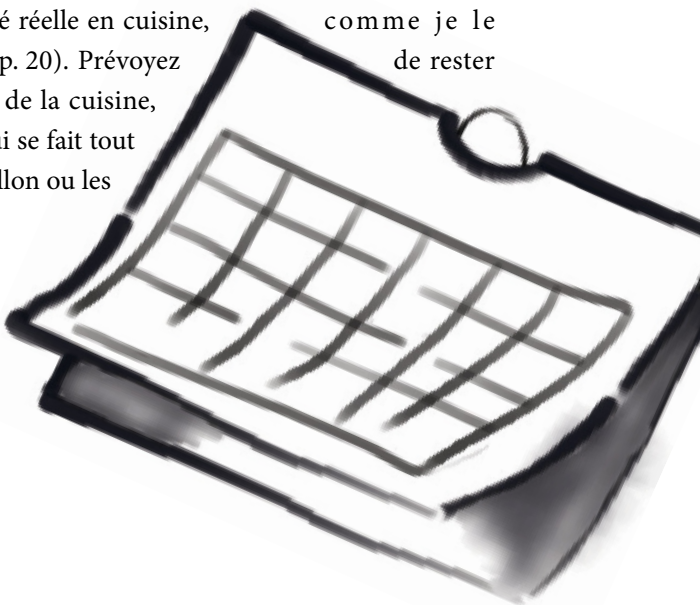 é réelle en cuisine, comme je le
p. 20). Prévoyez de rester
de la cuisine,
ui se fait tout
llon ou les